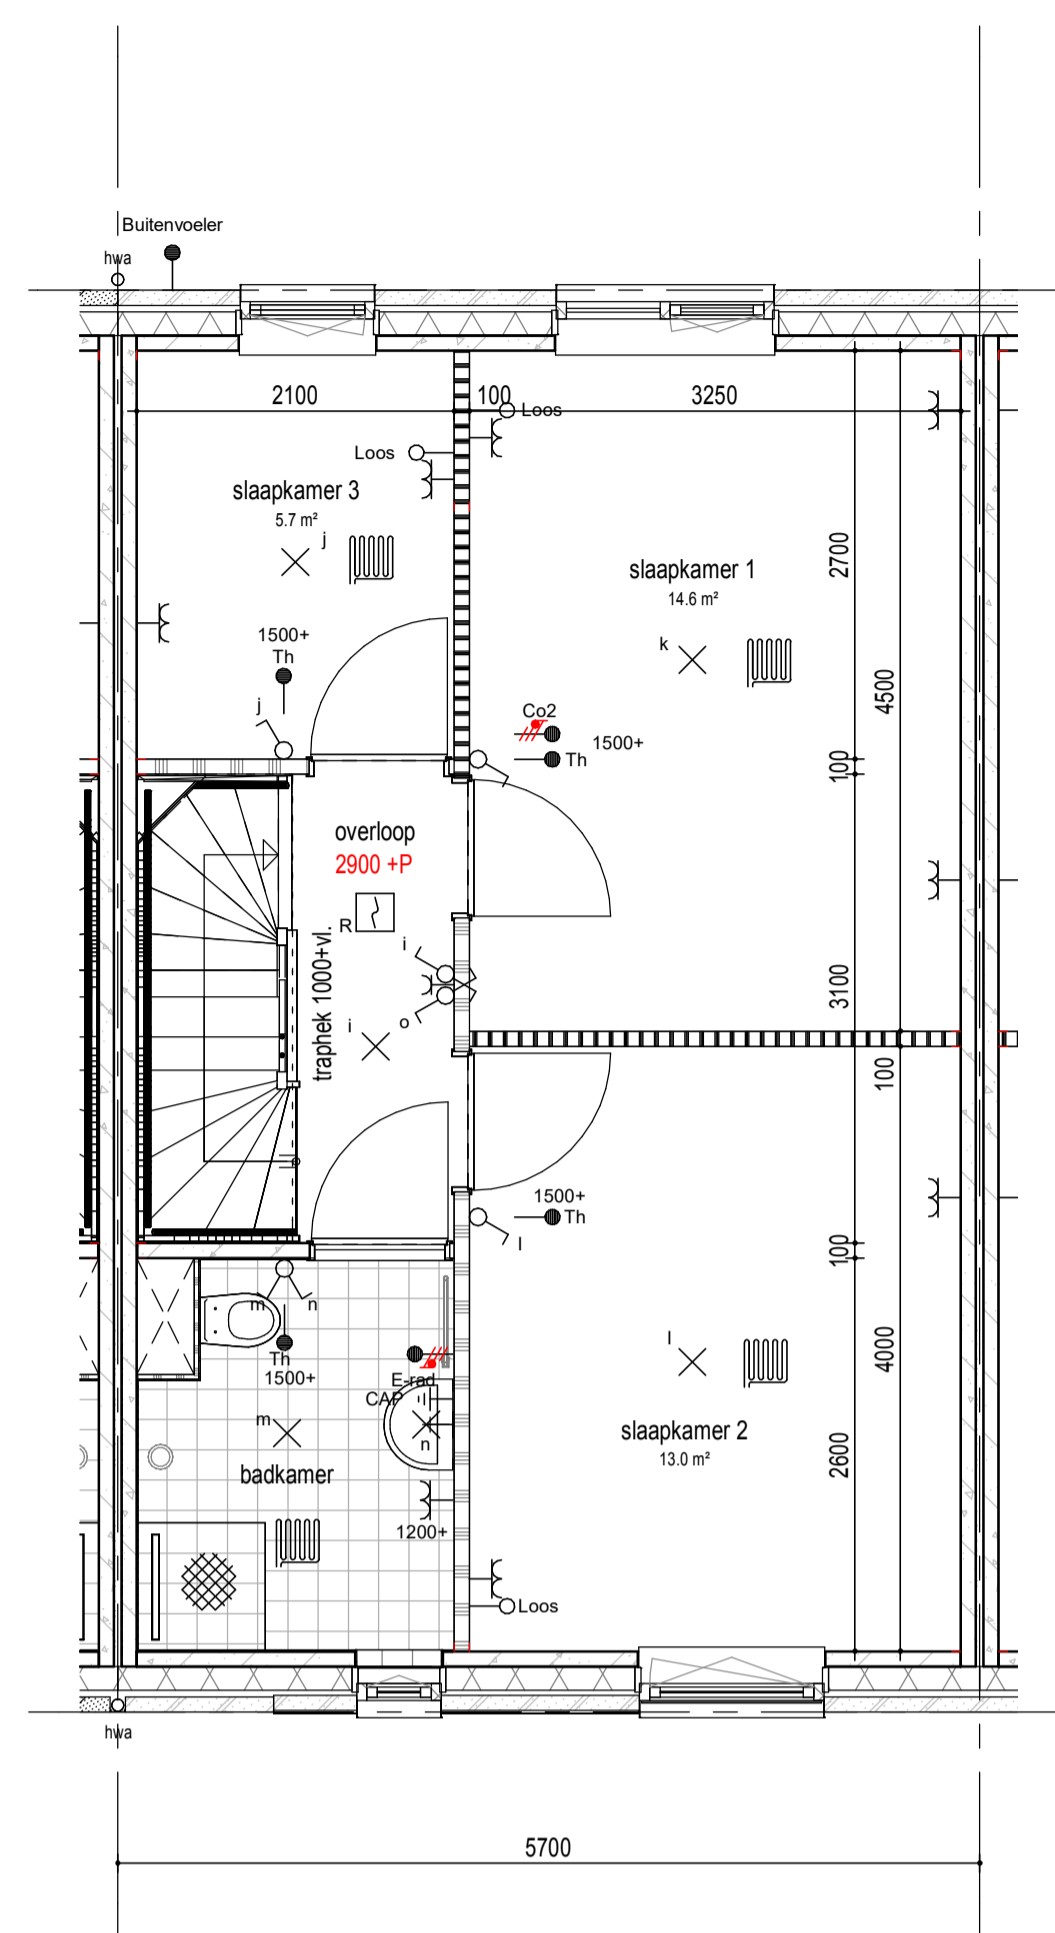 Buitenvoeler
hwa
2100
100
3250
Loos
Loos
slaapkamer 3
5.7 m²
j
2700
slaapkamer 1
14.6 m²
k
1500+
Th
4500
j
Co2
1500+
Th
100
overloop
2900 +P
R
traphek 1000+vl.
i
o
i
3100
100
1500+
Th
l
100
m
n
Th
1500+
E-rad
CAP
l
4000
m
n
slaapkamer 2
13.0 m²
2600
badkamer
1200+
Loos
hwa
5700